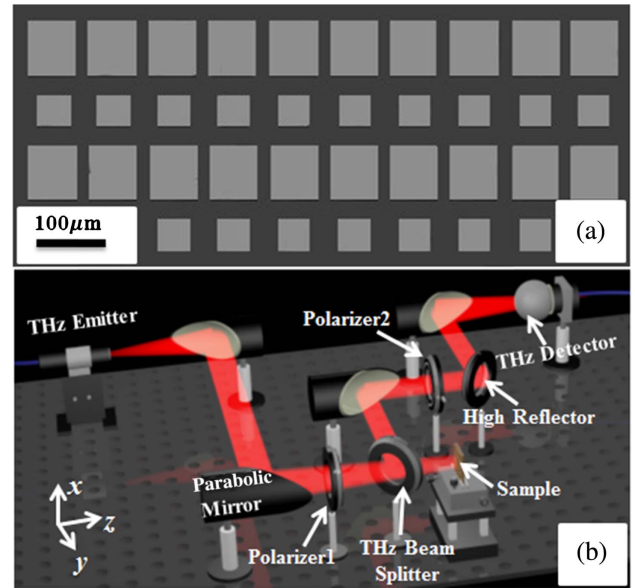 100μm
(a)
THz Emitter
Polarizer2
THz Detector
High Reflector
Parabolic
Mirror
Sample
x
z
y
Polarizer1
THz Beam
Splitter
(b)